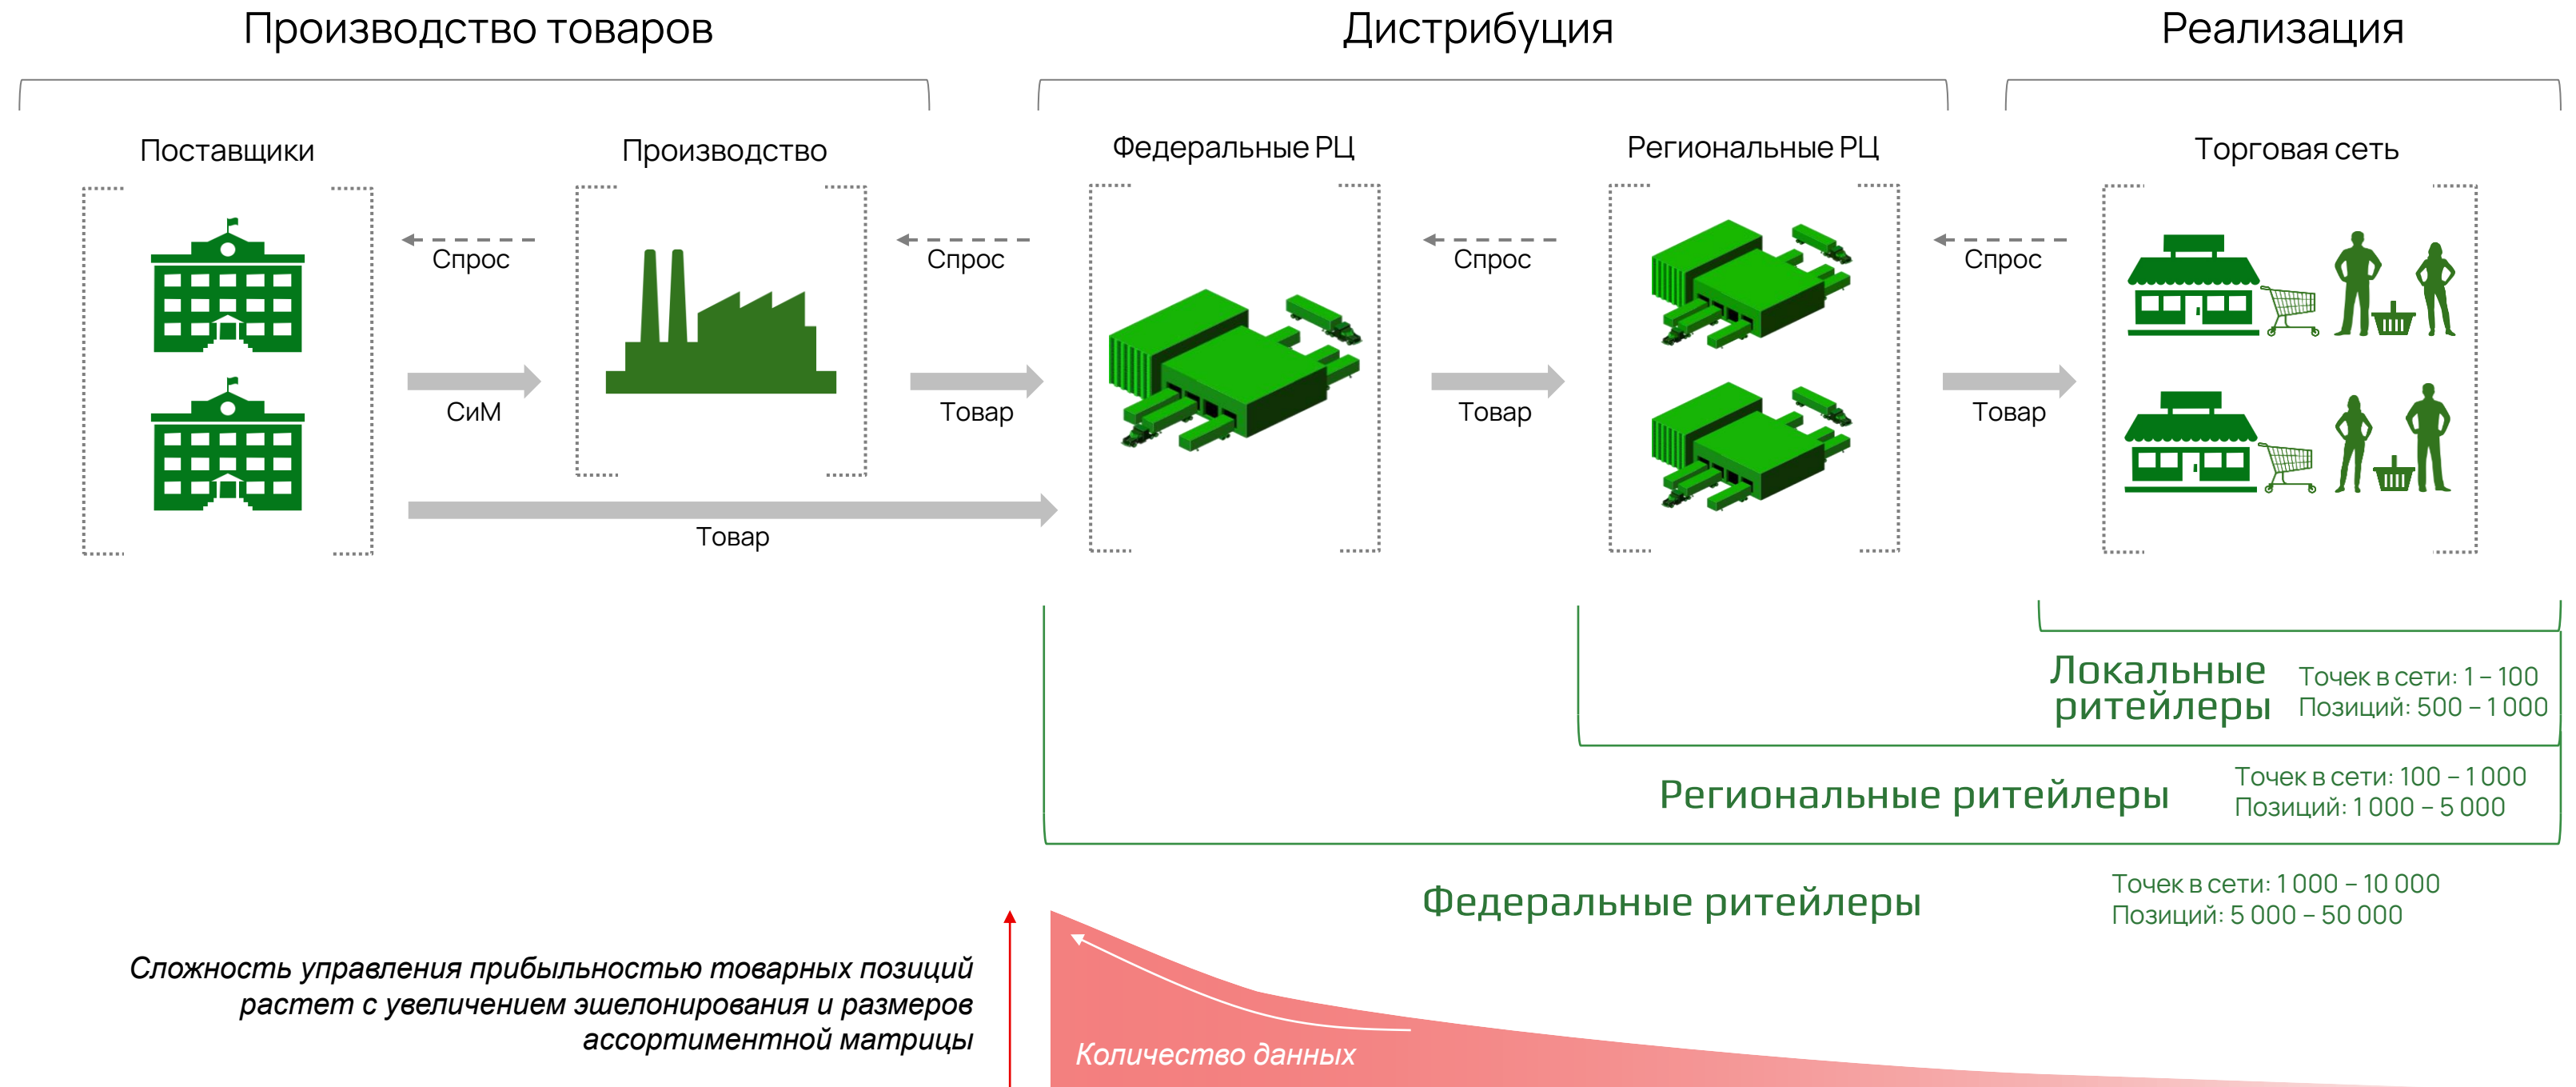 Производство товаров
Дистрибуция
Реализация
Поставщики
Производство
Федеральные РЦ
Региональные РЦ
Торговая сеть
Спрос
Спрос
Спрос
Спрос
СиМ
Товар
Товар
Товар
Товар
Локальные
ритейлеры
Точек в сети: 1 – 100
Позиций: 500 – 1 000
Региональные ритейлеры
Точек в сети: 100 – 1 000
Позиций: 1 000 – 5 000
Федеральные ритейлеры
Точек в сети: 1 000 – 10 000
Позиций: 5 000 – 50 000
Сложность управления прибыльностью товарных позиций
растет с увеличением эшелонирования и размеров
ассортиментной матрицы
Количество данных